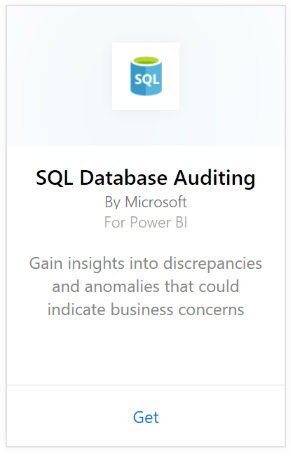 SQL
SQL Database Auditing
By Microsoft
For Power BI
Gain insights into discrepancies
and anomalies that could
indicate business concerns
Get